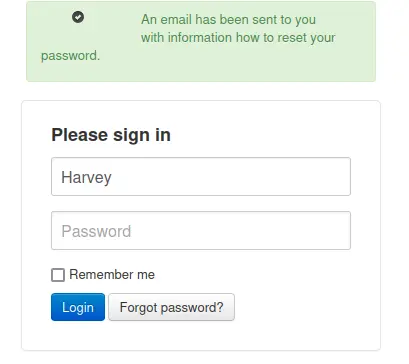 An email has been sent to you
with information how to reset your
password.
Please sign in
Harvey
Password
Remember me
Login Forgot password?